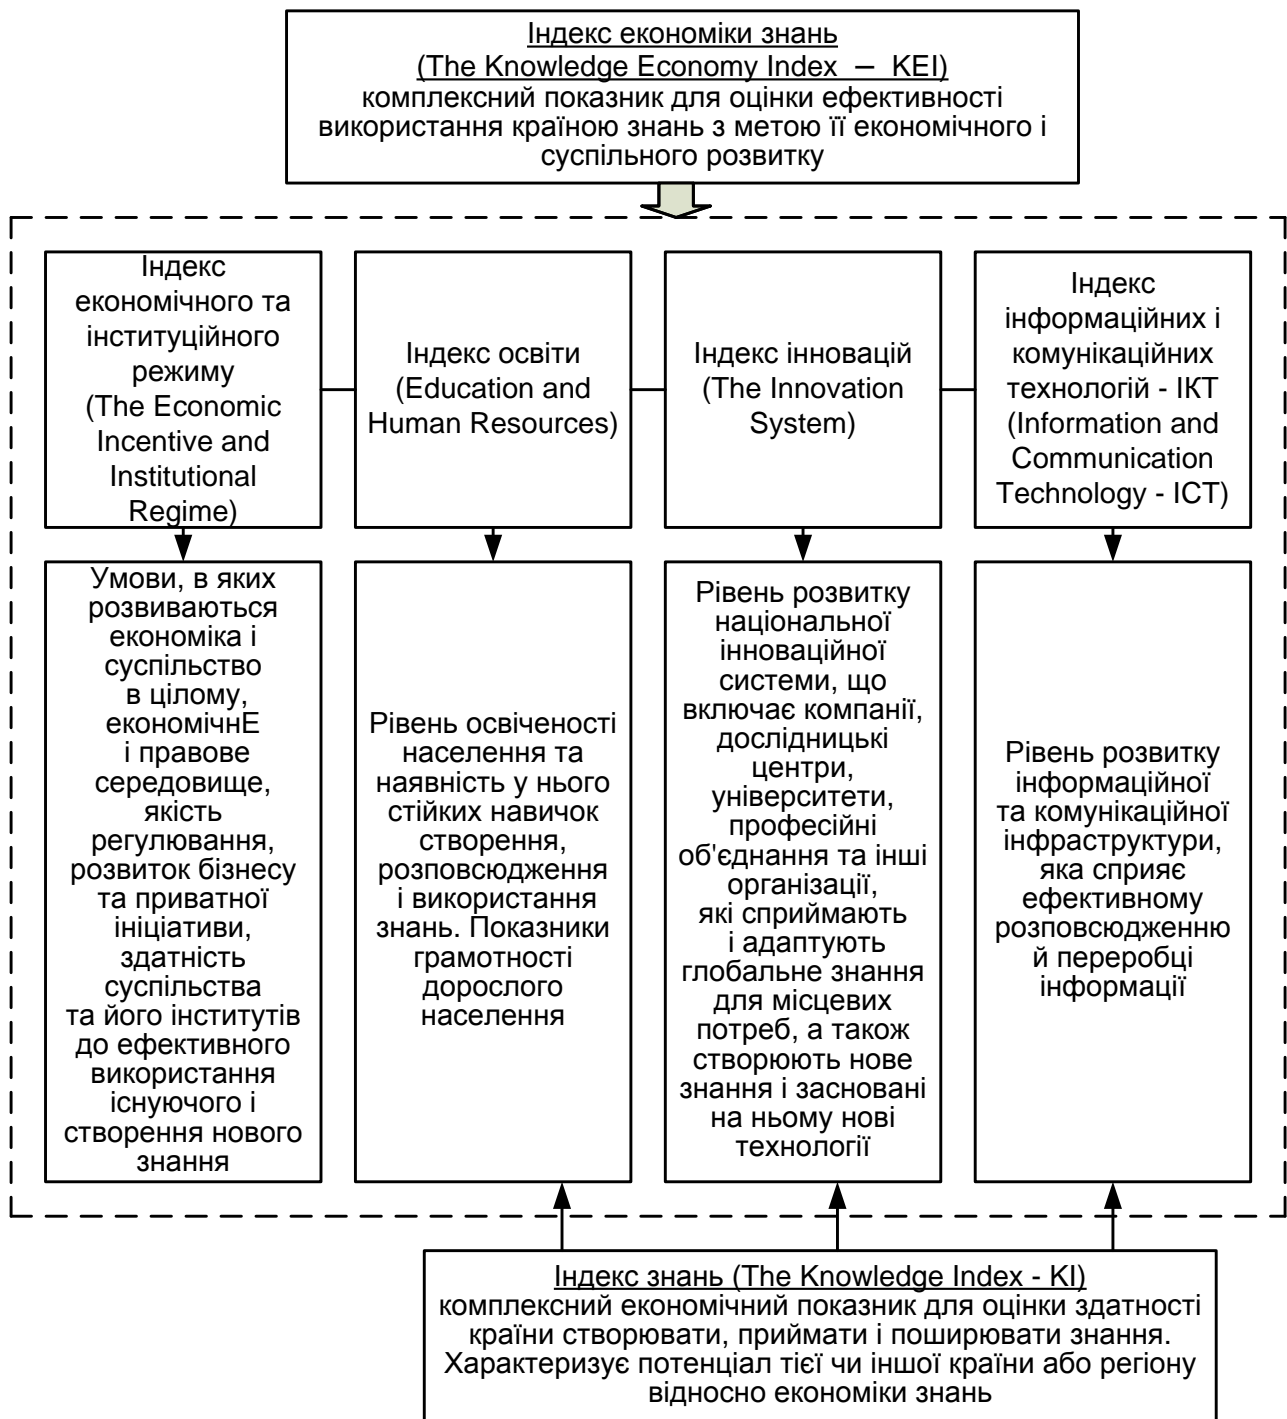 Індекс економіки знань
(The Knowledge Economy Index – KEI)
комплексний показник для оцінки ефективності
використання країною знань з метою її економічного і
суспільного розвитку
Індекс
економічного та
інституційного
режиму
(The Economic
Incentive and
Institutional
Regime)
Індекс освіти
(Education and
Human Resources)
Індекс інновацій
(The Innovation
System)
Індекс
інформаційних і
комунікаційних
технологій - ІКТ
(Information and
Communication
Technology - ICT)
Умови, в яких
розвиваються
економіка і
суспільство
в цілому,
економічнЕ
і правове
середовище,
якість
регулювання,
розвиток бізнесу
та приватної
ініціативи,
здатність
суспільства
та його інститутів
до ефективного
використання
існуючого і
створення нового
знання
Рівень освіченості
населення та
наявність у нього
стійких навичок
створення,
розповсюдження
і використання
знань. Показники
грамотності
дорослого
населення
Рівень розвитку
національної
інноваційної
системи, що
включає компанії,
дослідницькі
центри,
університети,
професійні
об'єднання та інші
організації,
які сприймають
і адаптують
глобальне знання
для місцевих
потреб, а також
створюють нове
знання і засновані
на ньому нові
технології
Рівень розвитку
інформаційної
та комунікаційної
інфраструктури,
яка сприяє
ефективному
розповсюдженню
й переробці
інформації
Індекс знань (The Knowledge Index - KI)
комплексний економічний показник для оцінки здатності
країни створювати, приймати і поширювати знання.
Характеризує потенціал тієї чи іншої країни або регіону
відносно економіки знань